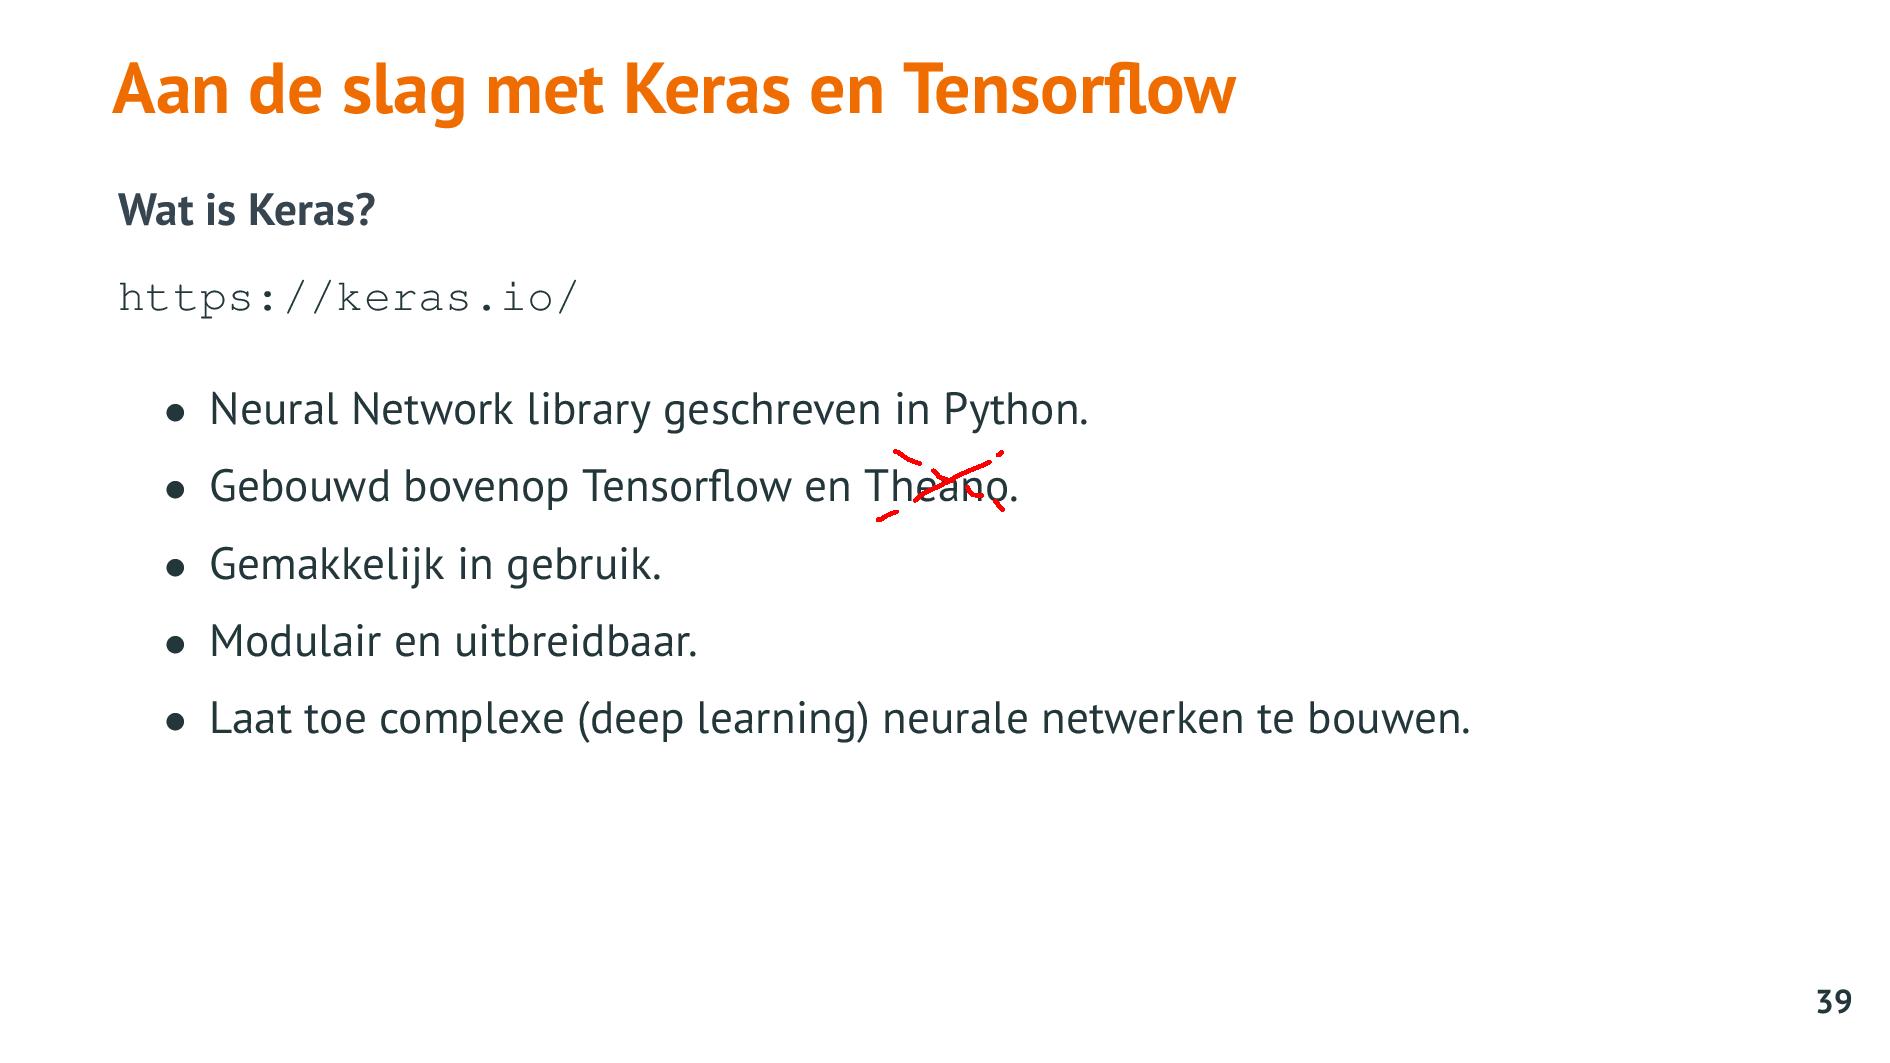 Aan de slag met Keras en Tensorflow
Wat is Keras?
https://keras.io/
• Neural Network library geschreven in Python.
• Gebouwd bovenop Tensorflow en Theano.
• Gemakkelijk in gebruik.
• Modulair en uitbreidbaar.
• Laat toe complexe (deep learning) neurale netwerken te bouwen.
39